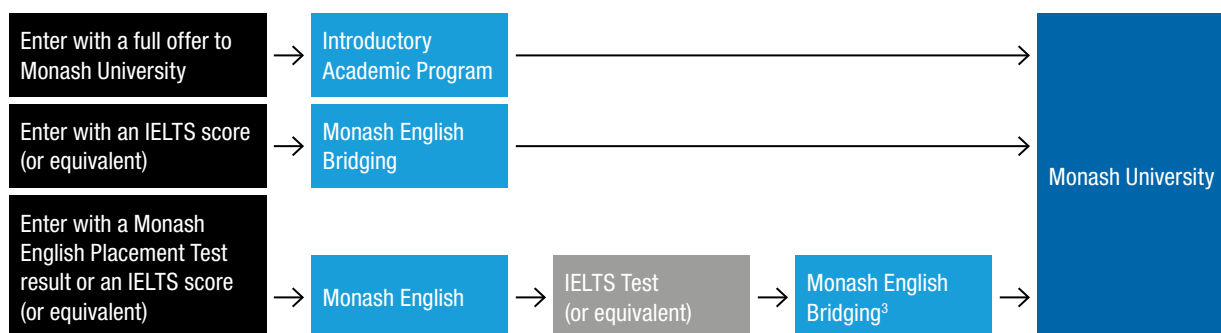 Enter with a full offer to
Monash University
Introductory
Academic Program
Enter with an IELTS score
(or equivalent)
Monash English
Bridging
Monash University
Enter with a Monash
English Placement Test
result or an IELTS score
(or equivalent)
Monash English
IELTS Test
(or equivalent)
Monash English
Bridging³